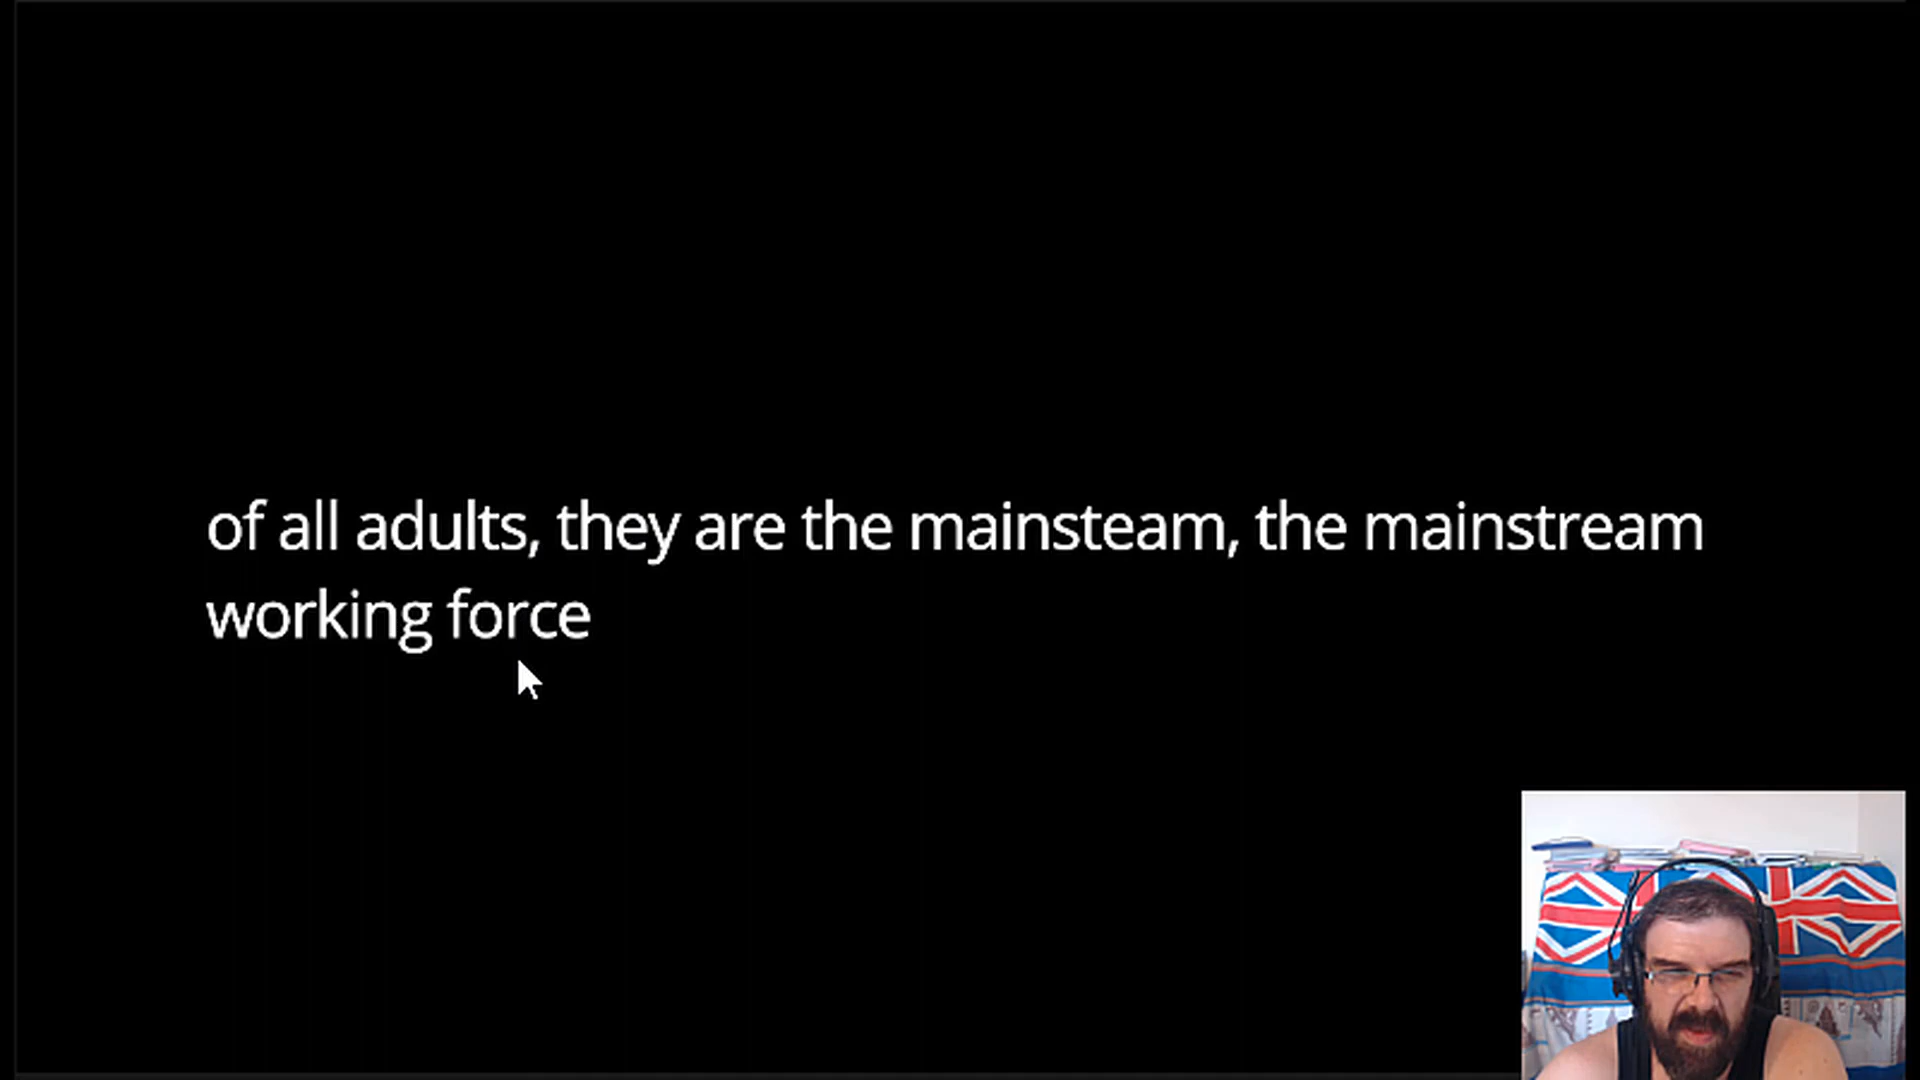 of all adults, they are the mainsteam, the mainstream
working force